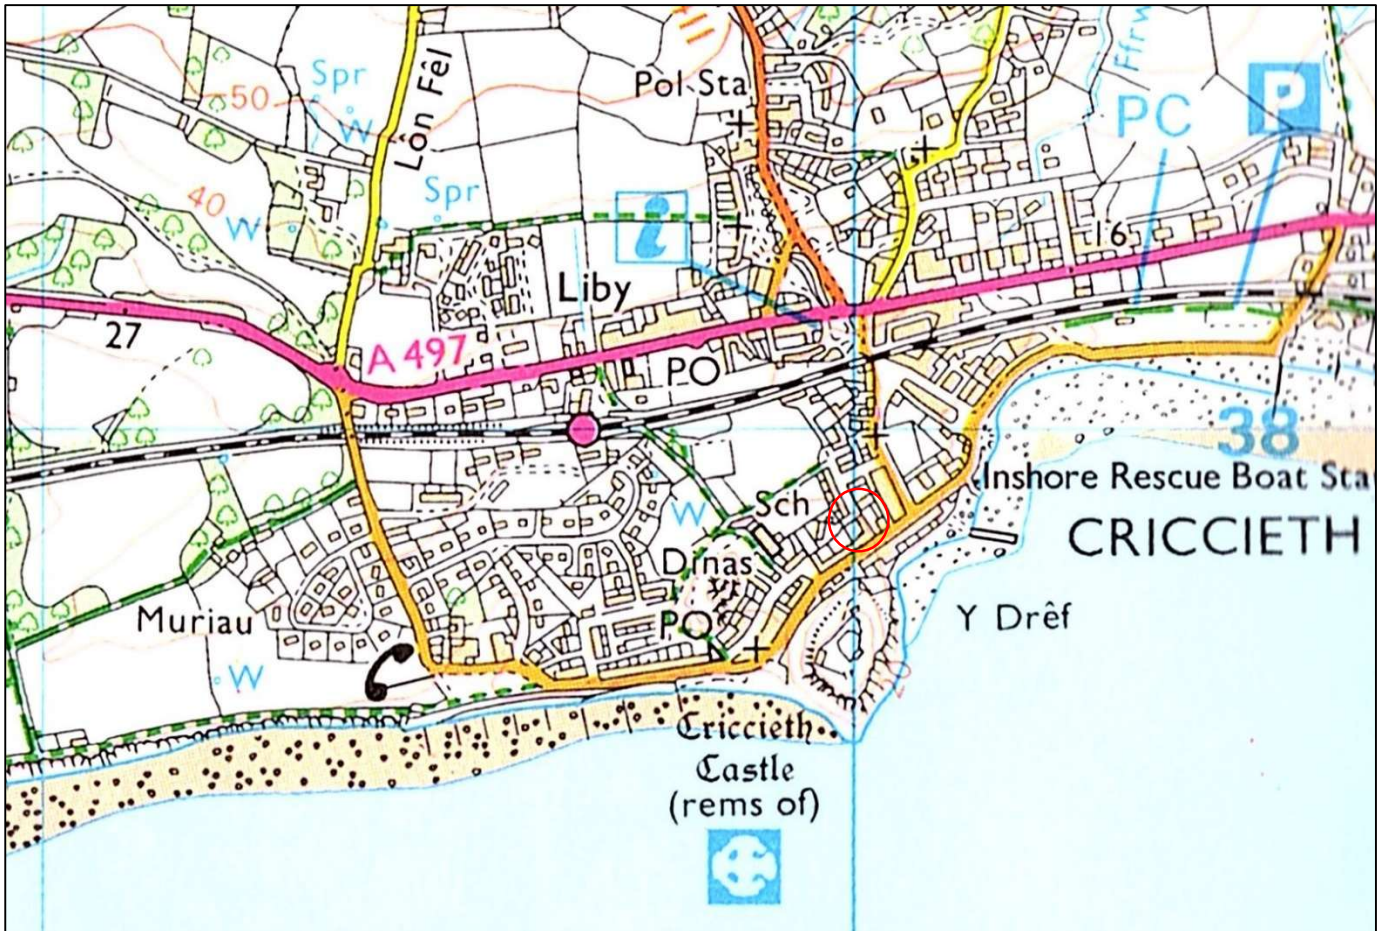 Pol Sta
Spr
50
W
Lôn Fêl
Ffrw
PC
P
40
W
Spr
i
16
Liby
27
A 497
PO
38
Inshore Rescue Boat Sta
W
Sch
CRICCIETH
Dinas
Muriau
PO
Y Drêf
W
Criccieth
Castle
(rems of)